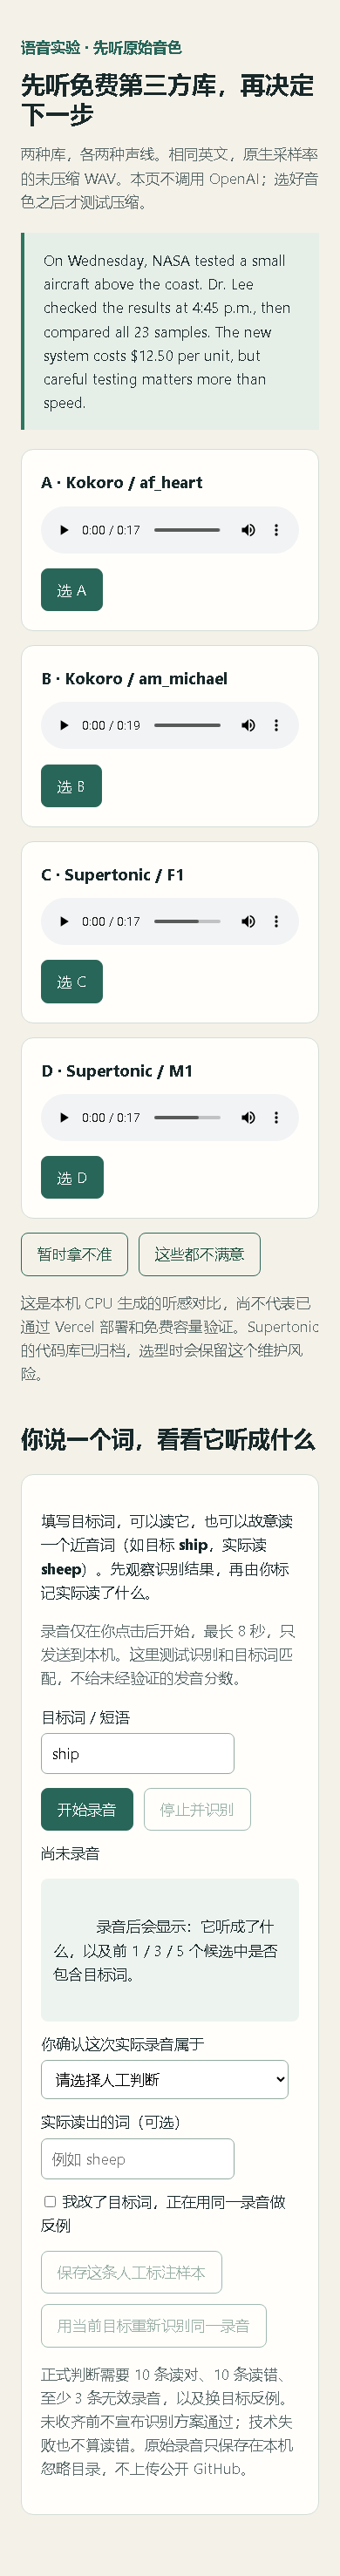 语音实验 · 先听原始音色
先听免费第三方库，再决定
下一步
两种库，各两种声线。相同英文，原生采样率
的未压缩 WAV。本页不调用 OpenAI；选好音
色之后才测试压缩。
On Wednesday, NASA tested a small
aircraft above the coast. Dr. Lee
checked the results at 4:45 p.m., then
compared all 23 samples. The new
system costs $12.50 per unit, but
careful testing matters more than
speed.
A · Kokoro / af_heart
0:00 / 0:17
选 A
B · Kokoro / am_michael
0:00 / 0:19
选 B
C · Supertonic / F1
0:00 / 0:17
选 C
D · Supertonic / M1
0:00 / 0:17
选 D
暂时拿不准 这些都不满意
这是本机 CPU 生成的听感对比，尚不代表已
通过 Vercel 部署和免费容量验证。Supertonic
的代码库已归档，选型时会保留这个维护风
险。
你说一个词，看看它听成什么
填写目标词，可以读它，也可以故意读
一个近音词（如目标 ship，实际读
sheep）。先观察识别结果，再由你标
记实际读了什么。
录音仅在你点击后开始，最长 8 秒，只
发送到本机。这里测试识别和目标词匹
配，不给未经验证的发音分数。
目标词 / 短语
ship
开始录音 停止并识别
尚未录音
录音后会显示：它听成了什
么，以及前 1 / 3 / 5 个候选中是否
包含目标词。
你确认这次实际录音属于
请选择人工判断
实际读出的词（可选）
例如 sheep
我改了目标词，正在用同一录音做
反例
保存这条人工标注样本
用当前目标重新识别同一录音
正式判断需要 10 条读对、10 条读错、
至少 3 条无效录音，以及换目标反例。
未收齐前不宣布识别方案通过；技术失
败也不算读错。原始录音只保存在本机
忽略目录，不上传公开 GitHub。